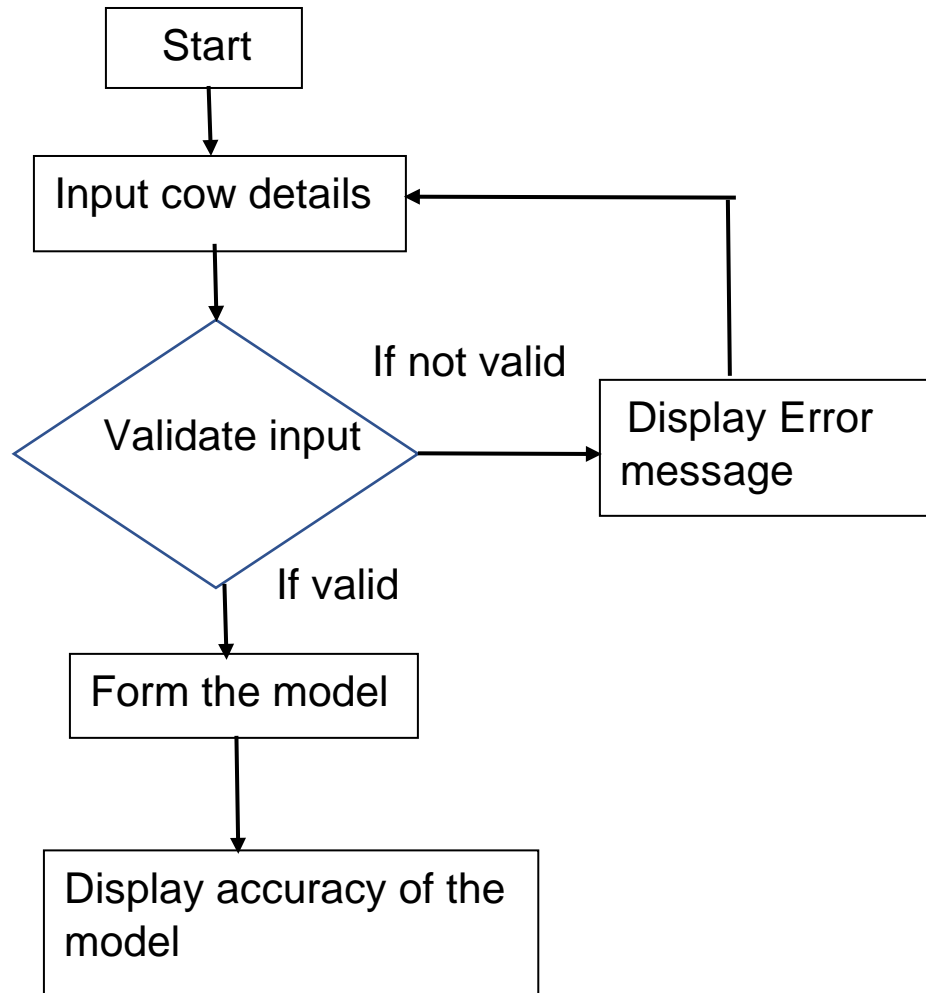 Start
Input cow details
If not valid
Validate input
Display Error
message
If valid
Form the model
Display accuracy of the
model